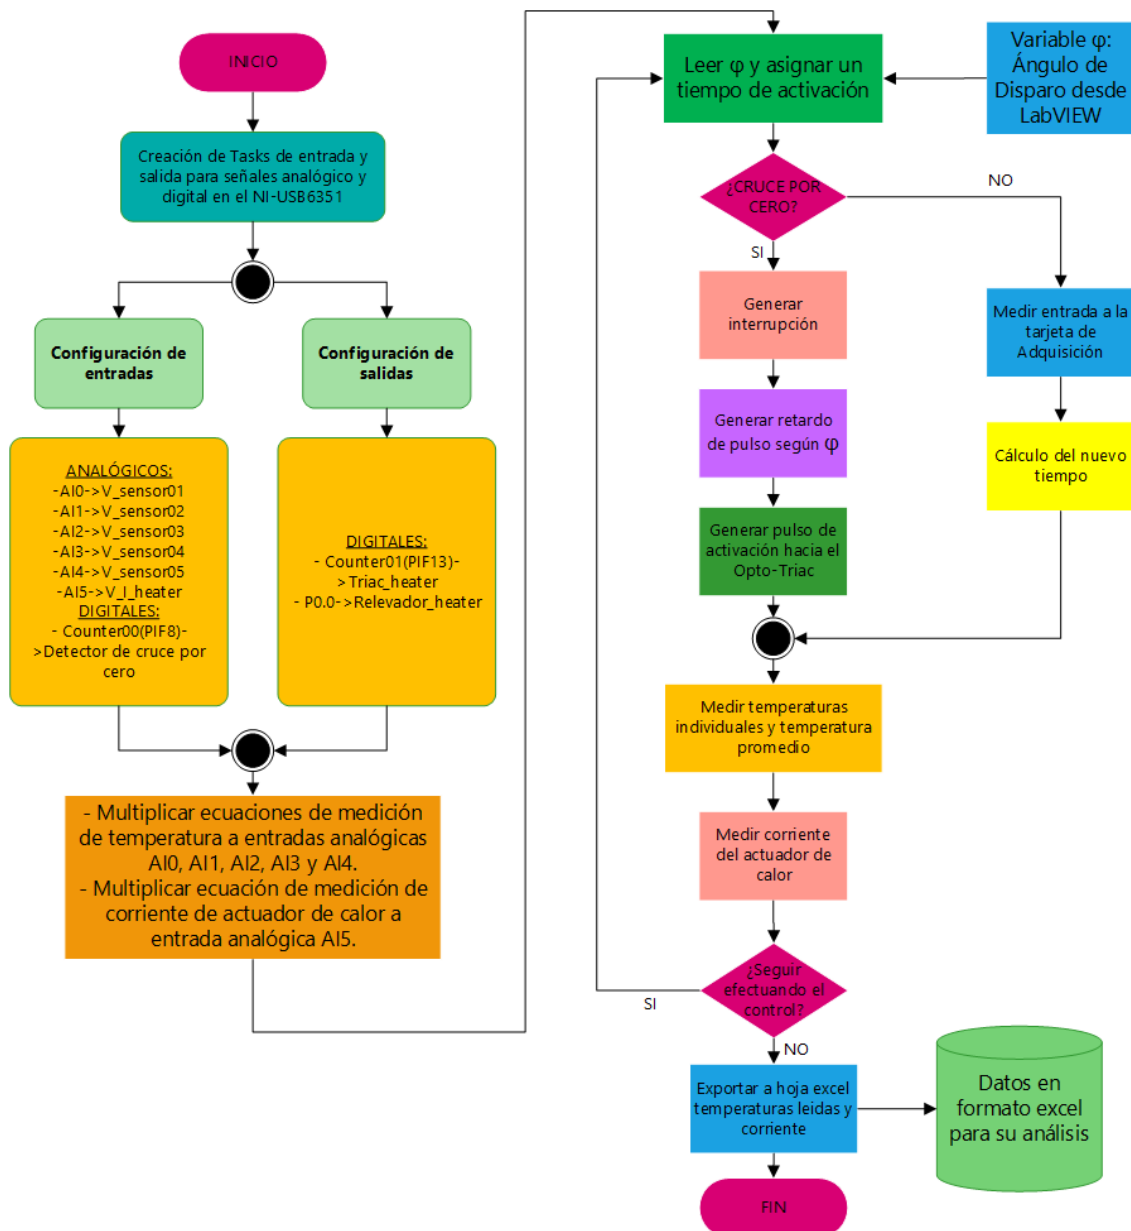 INICIO
Creación de Tasks de entrada y
salida para señales analógico y
digital en el NI-USB6351
Configuración de
entradas
Configuración de
salidas
ANALÓGICOS:
-AI0->V_sensor01
-AI1->V_sensor02
-AI2->V_sensor03
-AI3->V_sensor04
-AI4->V_sensor05
-AI5->V_I_heater
DIGITALES:
- Counter00(PIF8)-
>Detector de cruce por
cero
DIGITALES:
- Counter01(PIF13)-
>Triac_heater
- P0.0->Relevador_heater
- Multiplicar ecuaciones de medición
de temperatura a entradas analógicas
AI0, AI1, AI2, AI3 y AI4.
- Multiplicar ecuación de medición de
corriente de actuador de calor a
entrada analógica AI5.
Leer φ y asignar un
tiempo de activación
Variable φ:
Ángulo de
Disparo desde
LabVIEW
¿CRUCE POR
CERO?
NO
SI
Generar
interrupción
Medir entrada a la
tarjeta de
Adquisición
Generar retardo
de pulso según φ
Cálculo del nuevo
tiempo
Generar pulso de
activación hacia el
Opto-Triac
Medir temperaturas
individuales y temperatura
promedio
Medir corriente
del actuador de
calor
¿Seguir
efectuando el
control?
SI
NO
Exportar a hoja excel
temperaturas leidas y
corriente
Datos en
formato excel
para su análisis
FIN